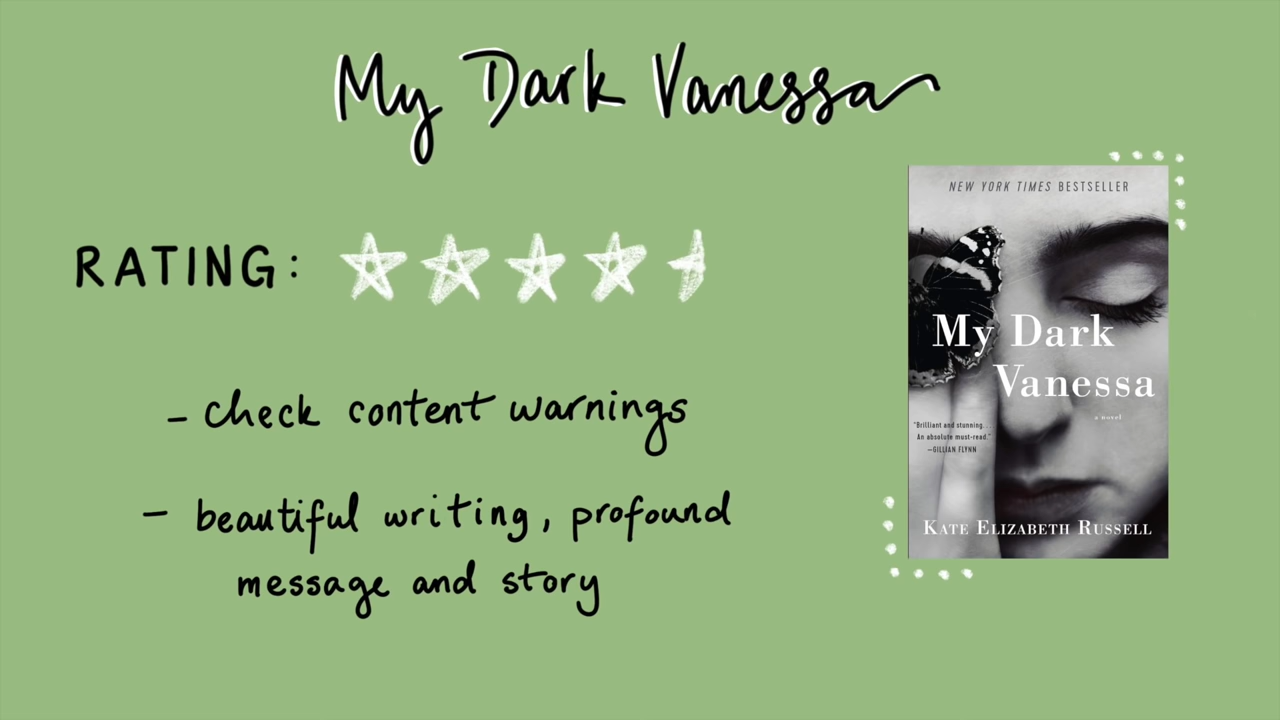 My Dark Vanessa
RATING:
– check content warnings
– beautiful writing, profound
message and story
NEW YORK TIMES BESTSELLER
My Dark
Vanessa
a novel
"Brilliant and stunning. . .
An absolute must-read."
—GILLIAN FLYNN
KATE ELIZABETH RUSSELL